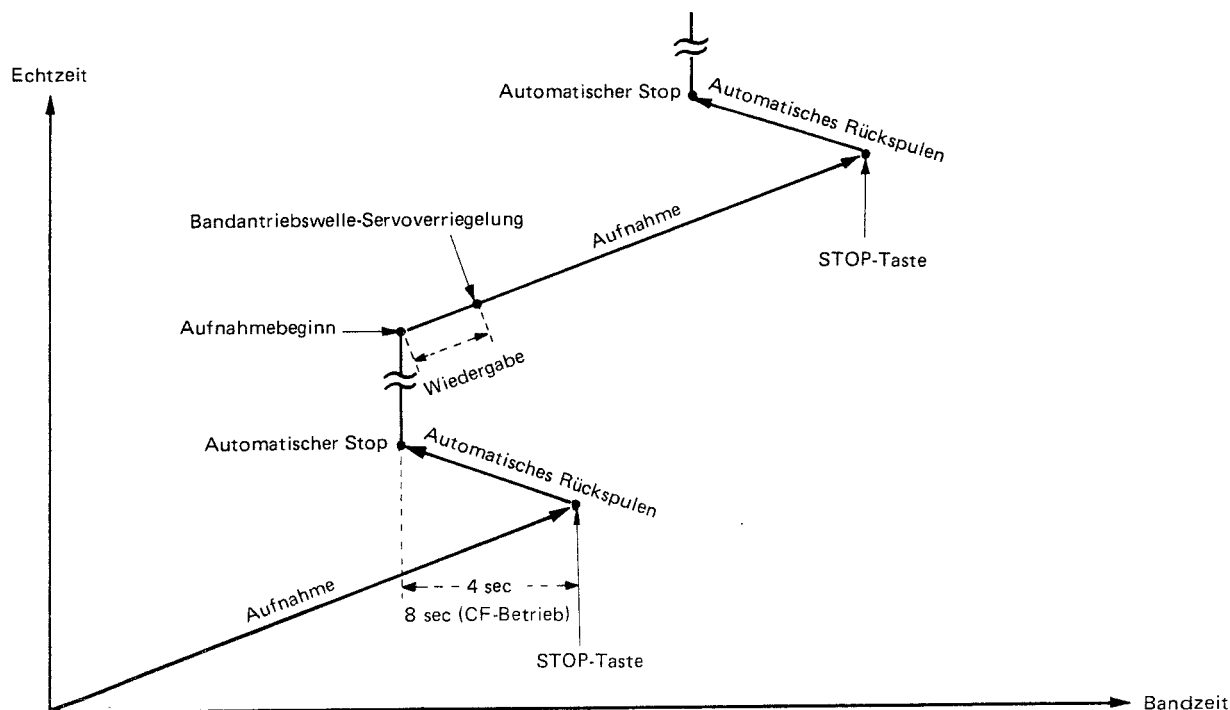 Echtzeit
Automatischer Stop
Automatisches Rückspulen
Bandantriebswelle-Servoverriegelung
Aufnahme
STOP-Taste
Aufnahmebeginn
Wiedergabe
Automatischer Stop
Automatisches Rückspulen
Aufnahme
4 sec
8 sec (CF-Betrieb)
STOP-Taste
Bandzeit